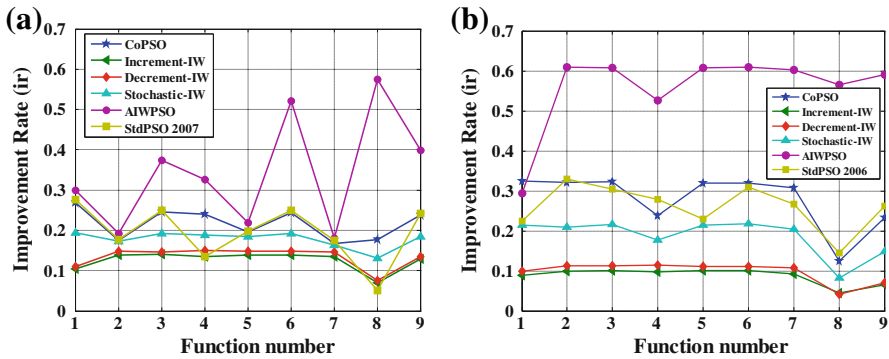 (a)
Improvement Rate (ir)
0.7
0.6
0.5
0.4
0.3
0.2
0.1
0
CoPSO
Increment-IW
Decrement-IW
Stochastic-IW
AIWPSO
StdPSO 2007
1 2 3 4 5 6 7 8 9
Function number
(b)
Improvement Rate (ir)
0.7
0.6
0.5
0.4
0.3
0.2
0.1
0
CoPSO
Increment-IW
Decrement-IW
Stochastic-IW
AIWPSO
StdPSO 2006
1 2 3 4 5 6 7 8 9
Function number